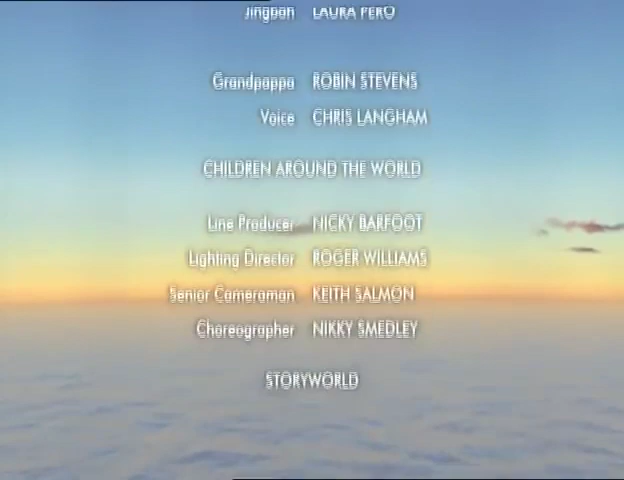 Jingbah LAURA PERO
Grandpappa ROBIN STEVENS
Voice CHRIS LANGHAM
CHILDREN AROUND THE WORLD
Line Producer NICKY BARFOOT
Lighting Director ROGER WILLIAMS
Senior Cameraman KEITH SALMON
Choreographer NIKKY SMEDLEY
STORYWORLD